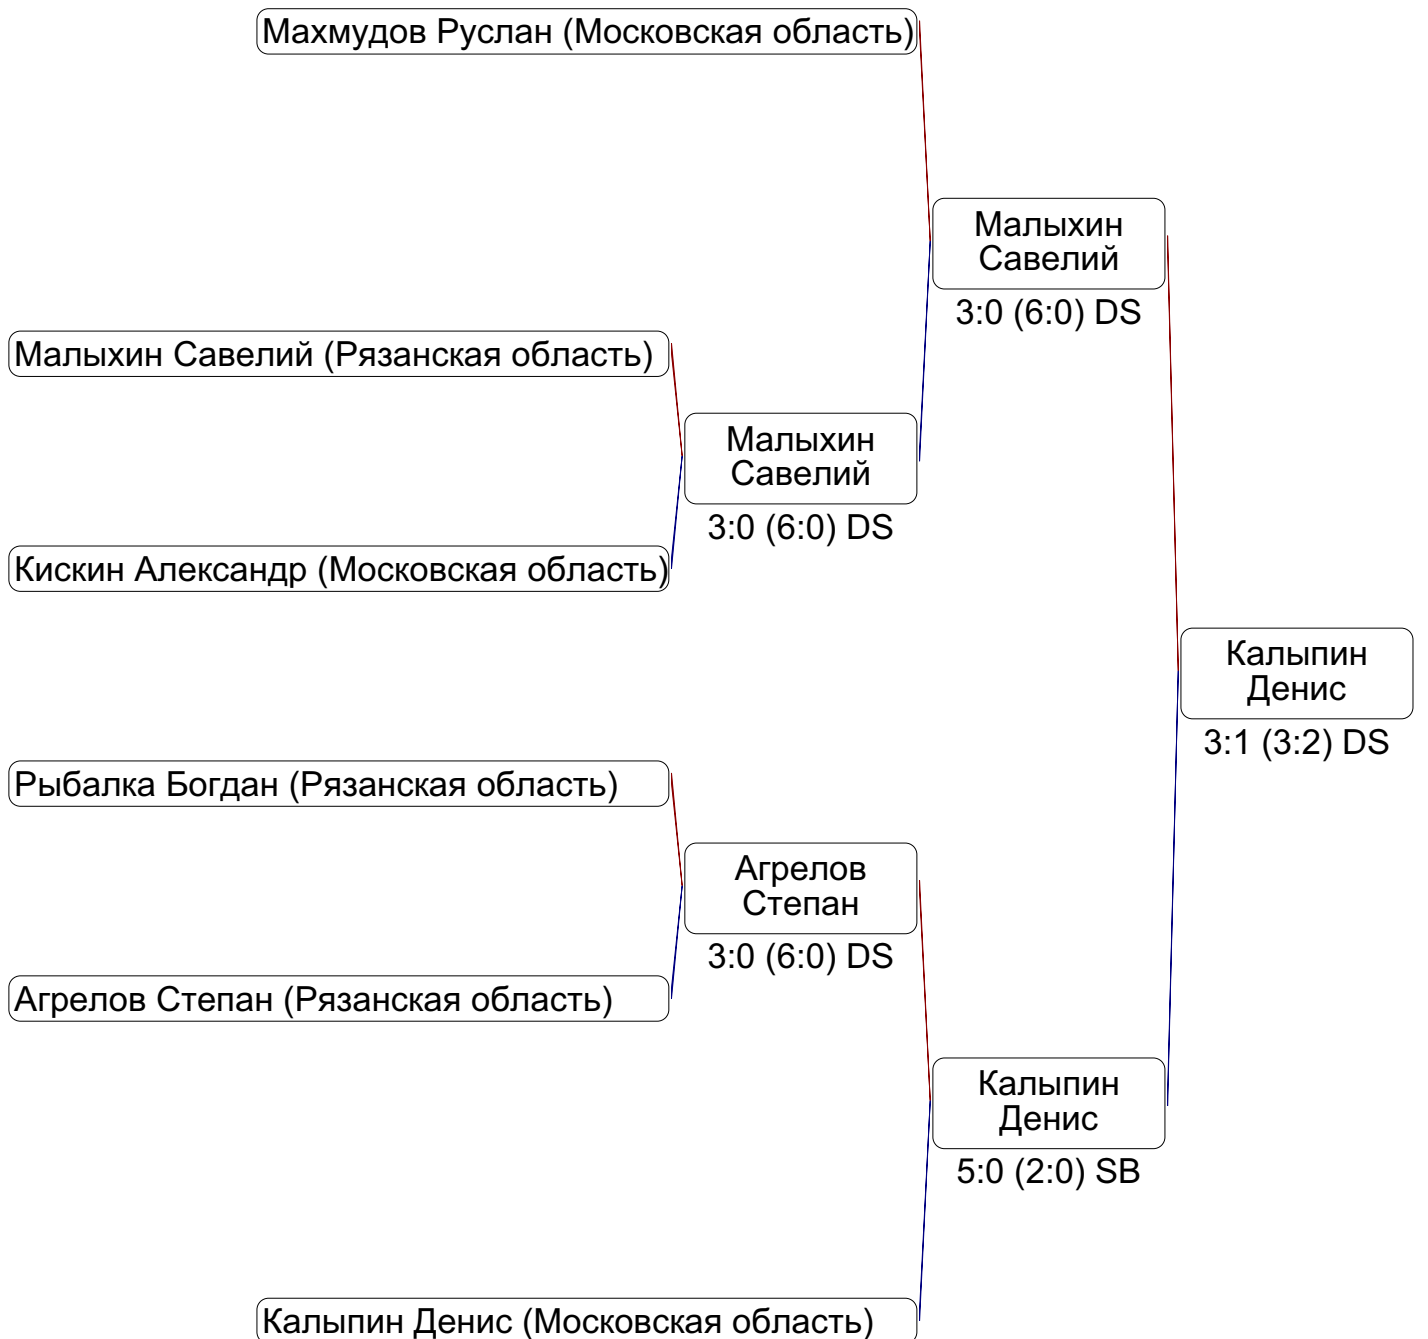 Махмудов Руслан (Московская область)
Малыхин
Савелий
3:0 (6:0) DS
Малыхин Савелий (Рязанская область)
Малыхин
Савелий
3:0 (6:0) DS
Кискин Александр (Московская область)
Калыпин
Денис
3:1 (3:2) DS
Рыбалка Богдан (Рязанская область)
Агрелов
Степан
3:0 (6:0) DS
Агрелов Степан (Рязанская область)
Калыпин
Денис
5:0 (2:0) SB
Калыпин Денис (Московская область)